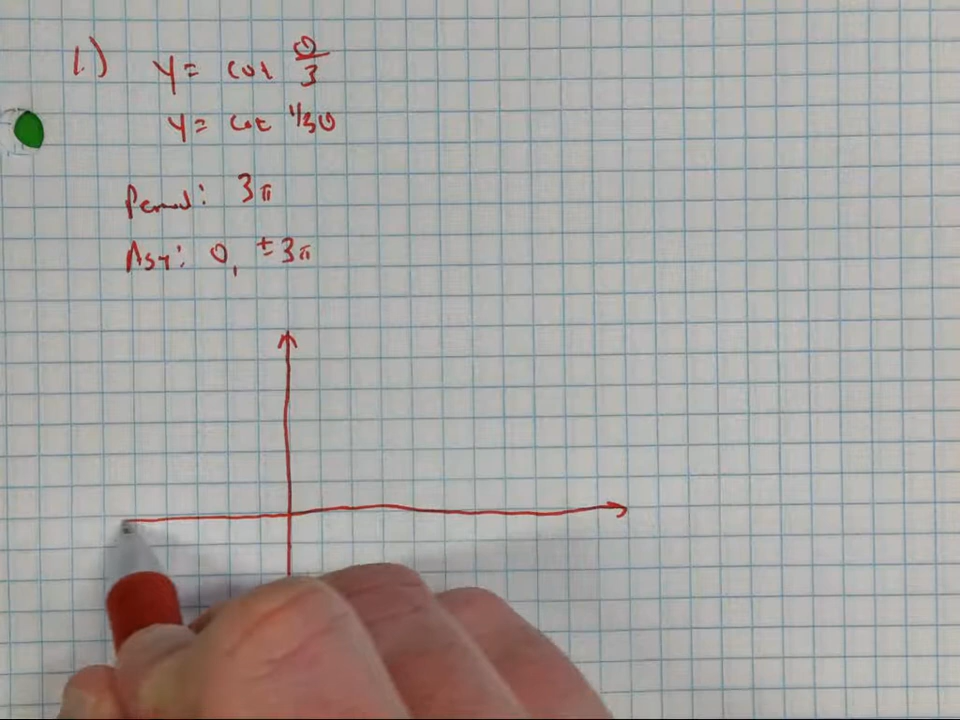 1.) y = cot θ/3
y = cot 1/3 θ
Period: 3π
Asy: 0, ±3π